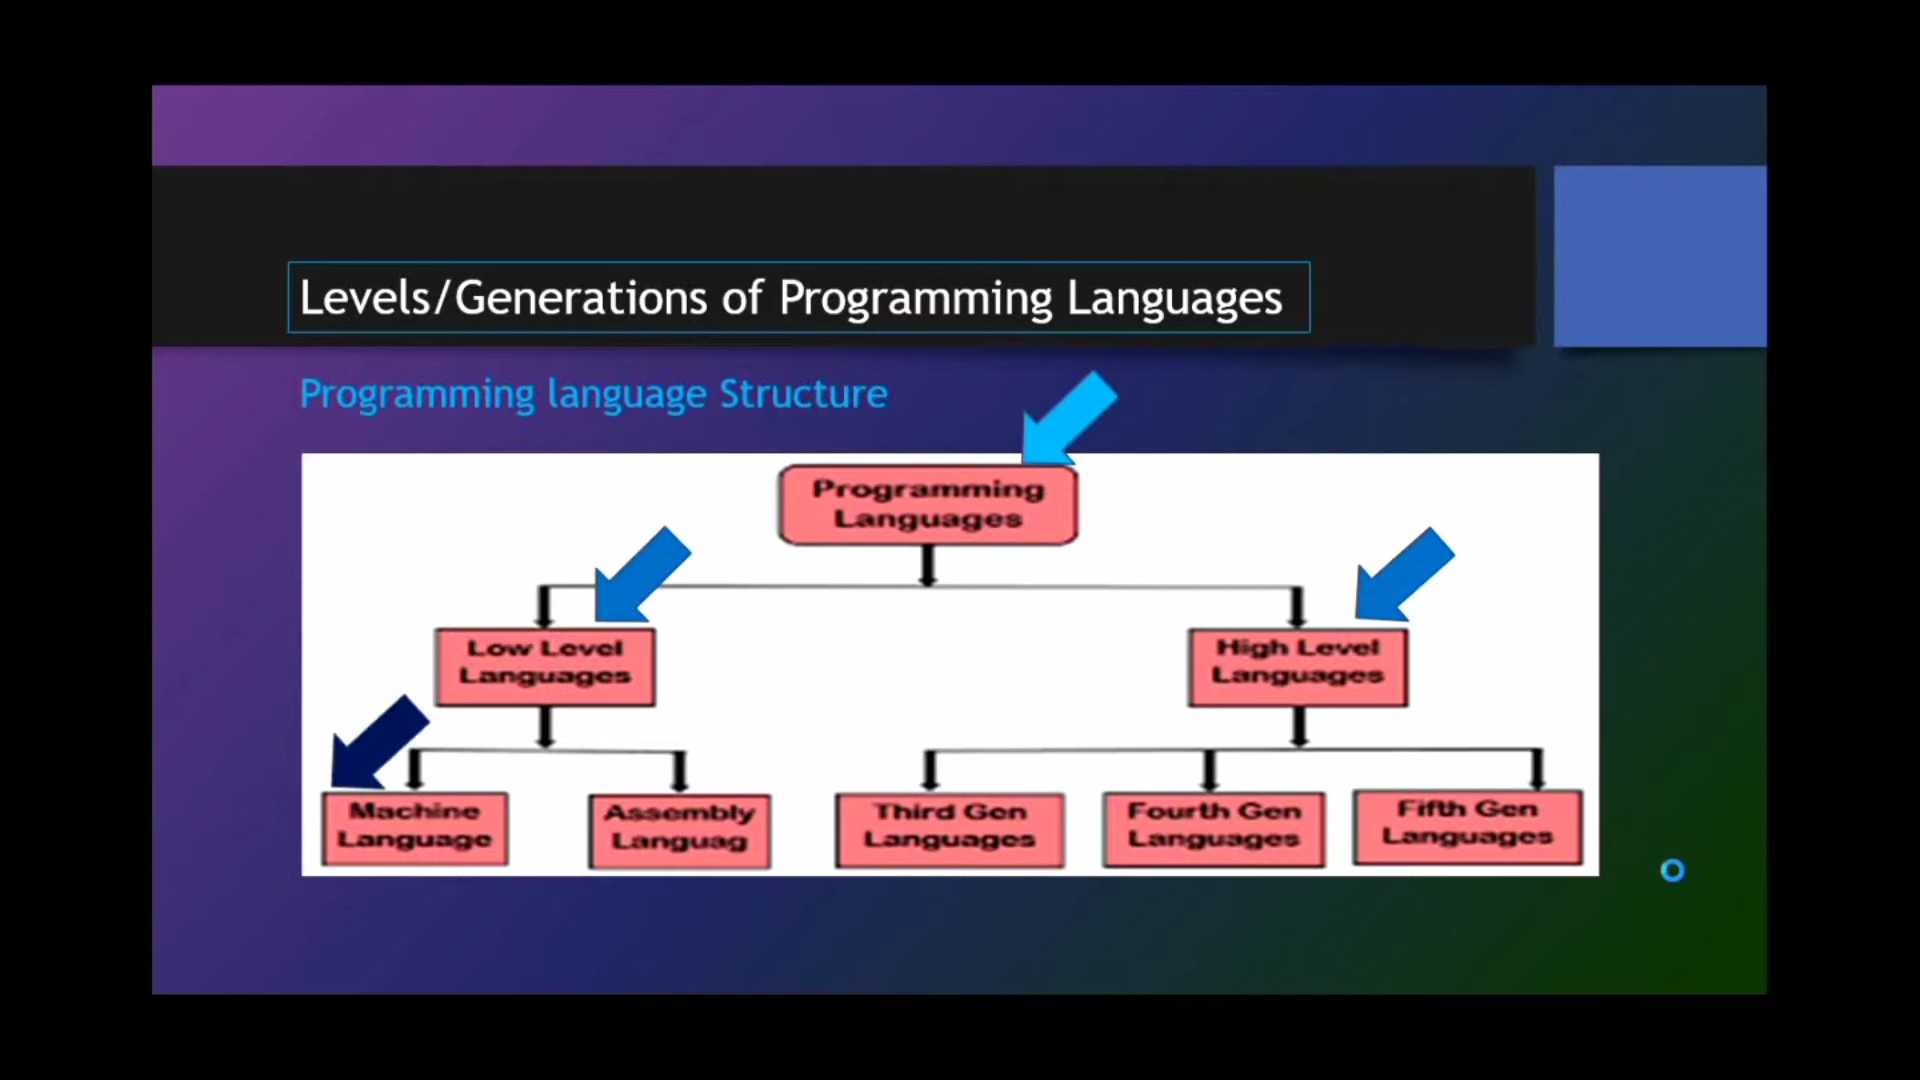 Levels/Generations of Programming Languages
Programming language Structure
Programming
Languages
Low Level
Languages
High Level
Languages
Machine
Language
Assembly
Languag
Third Gen
Languages
Fourth Gen
Languages
Fifth Gen
Languages